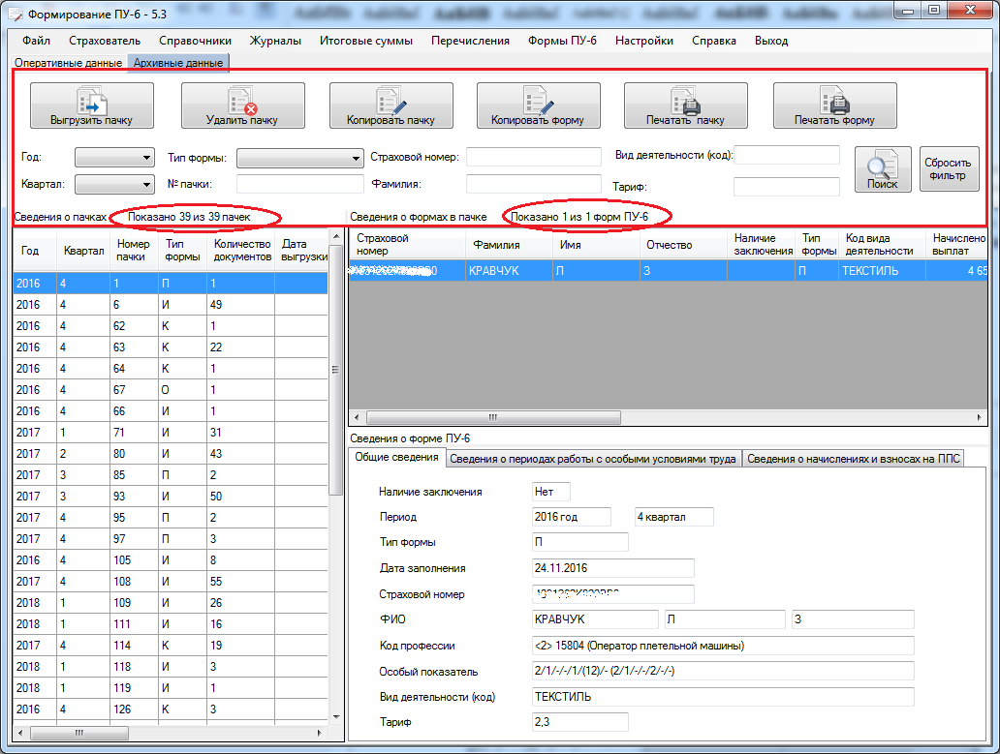 Формирование ПУ-6 - 5.3
Файл Страхователь Справочники Журналы Итоговые суммы Перечисления Формы ПУ-6 Настройки Справка Выход
Оперативные данные Архивные данные
Выгрузить пачку Удалить пачку Копировать пачку Копировать форму Печатать пачку Печатать форму
Год: Тип формы: Страховой номер: Вид деятельности (код):
Квартал: № пачки: Фамилия: Тариф:
Поиск
Сбросить
фильтр
Сведения о пачках Показано 39 из 39 пачек
Сведения о формах в пачке Показано 1 из 1 форм ПУ-6
Год Квартал Номер пачки Тип формы Количество документов Дата выгрузки
2016 4 1 П 1
2016 4 6 И 49
2016 4 62 К 1
2016 4 63 К 22
2016 4 64 К 1
2016 4 67 О 1
2016 4 66 И 1
2017 1 71 И 31
2017 2 80 И 43
2017 3 85 П 2
2017 3 93 И 50
2017 4 95 П 2
2017 4 97 П 3
2016 4 105 И 8
2017 4 108 И 55
2018 1 109 И 26
2018 1 111 И 16
2017 4 114 К 19
2018 1 118 И 3
2018 1 119 И 1
2016 4 126 К 3
Страховой номер Фамилия Имя Отчество Наличие заключения Тип формы Код вида деятельности Начислено выплат
КРАВЧУК Л З П ТЕКСТИЛЬ 4 65
Сведения о форме ПУ-6
Общие сведения Сведения о периодах работы с особыми условиями труда Сведения о начислениях и взносах на ППС
Наличие заключения Нет
Период 2016 год 4 квартал
Тип формы П
Дата заполнения 24.11.2016
Страховой номер
ФИО КРАВЧУК Л З
Код профессии <2> 15804 (Оператор плетельной машины)
Особый показатель 2/1/-/-/1/(12)/- (2/1/-/-/2/-/-)
Вид деятельности (код) ТЕКСТИЛЬ
Тариф 2,3